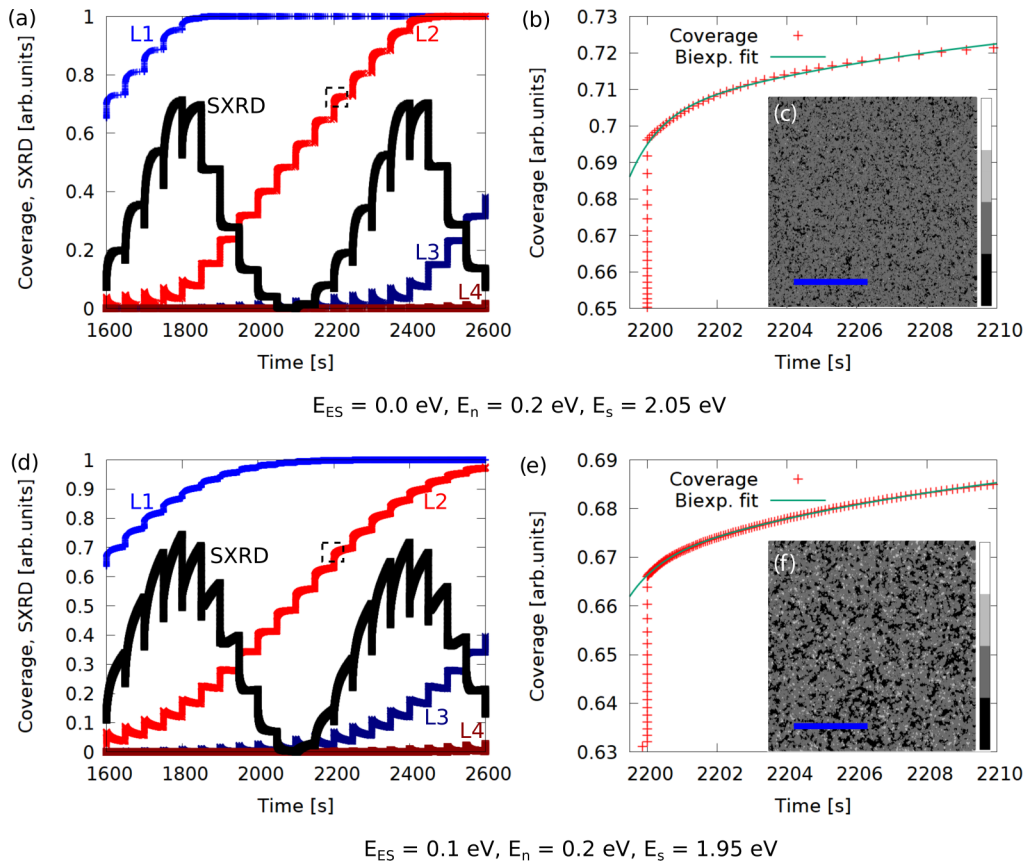 (a)
Coverage, SXRD [arb.units]
1
0.8
0.6
0.4
0.2
0
L1
L2
SXRD
L3
L4
1600 1800 2000 2200 2400 2600
Time [s]
(b)
Coverage [arb.units]
0.73
0.72
0.71
0.7
0.69
0.68
0.67
0.66
0.65
Coverage
Biexp. fit
(c)
2200 2202 2204 2206 2208 2210
Time [s]
E_ES = 0.0 eV, E_n = 0.2 eV, E_s = 2.05 eV
(d)
Coverage, SXRD [arb.units]
1
0.9
0.8
0.7
0.6
0.5
0.4
0.3
0.2
0.1
0
L1
L2
SXRD
L3
L4
1600 1800 2000 2200 2400 2600
Time [s]
(e)
Coverage [arb.units]
0.69
0.68
0.67
0.66
0.65
0.64
0.63
Coverage
Biexp. fit
(f)
2200 2202 2204 2206 2208 2210
Time [s]
E_ES = 0.1 eV, E_n = 0.2 eV, E_s = 1.95 eV